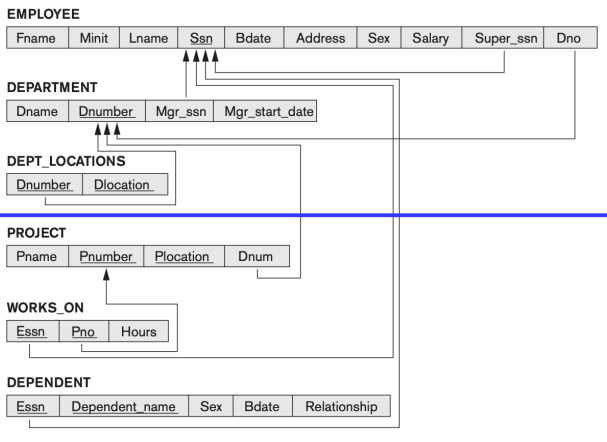 EMPLOYEE
Fname Minit Lname Ssn Bdate Address Sex Salary Super_ssn Dno
DEPARTMENT
Dname Dnumber Mgr_ssn Mgr_start_date
DEPT_LOCATIONS
Dnumber Dlocation
PROJECT
Pname Pnumber Plocation Dnum
WORKS_ON
Essn Pno Hours
DEPENDENT
Essn Dependent_name Sex Bdate Relationship